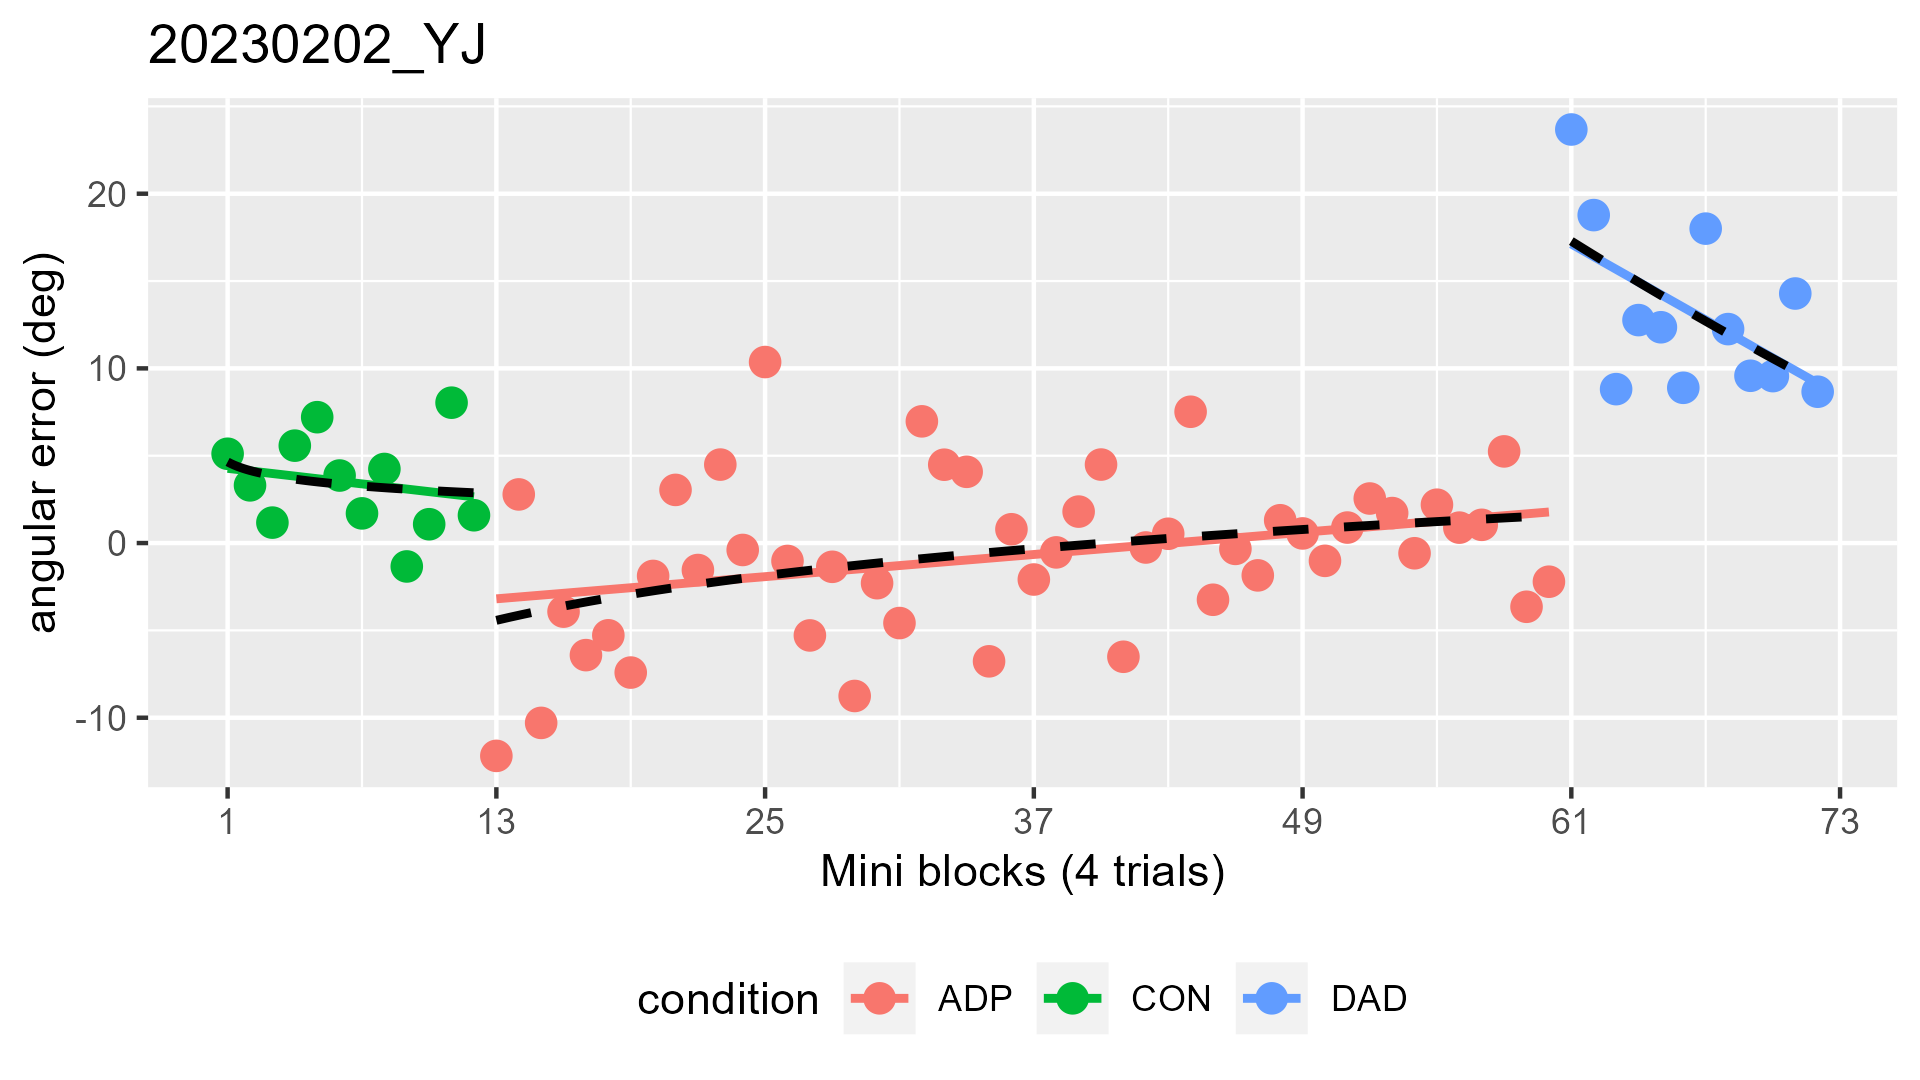 20230202_YJ
angular error (deg)
20
10
0
-10
1 13 25 37 49 61 73
Mini blocks (4 trials)
condition ADP CON DAD